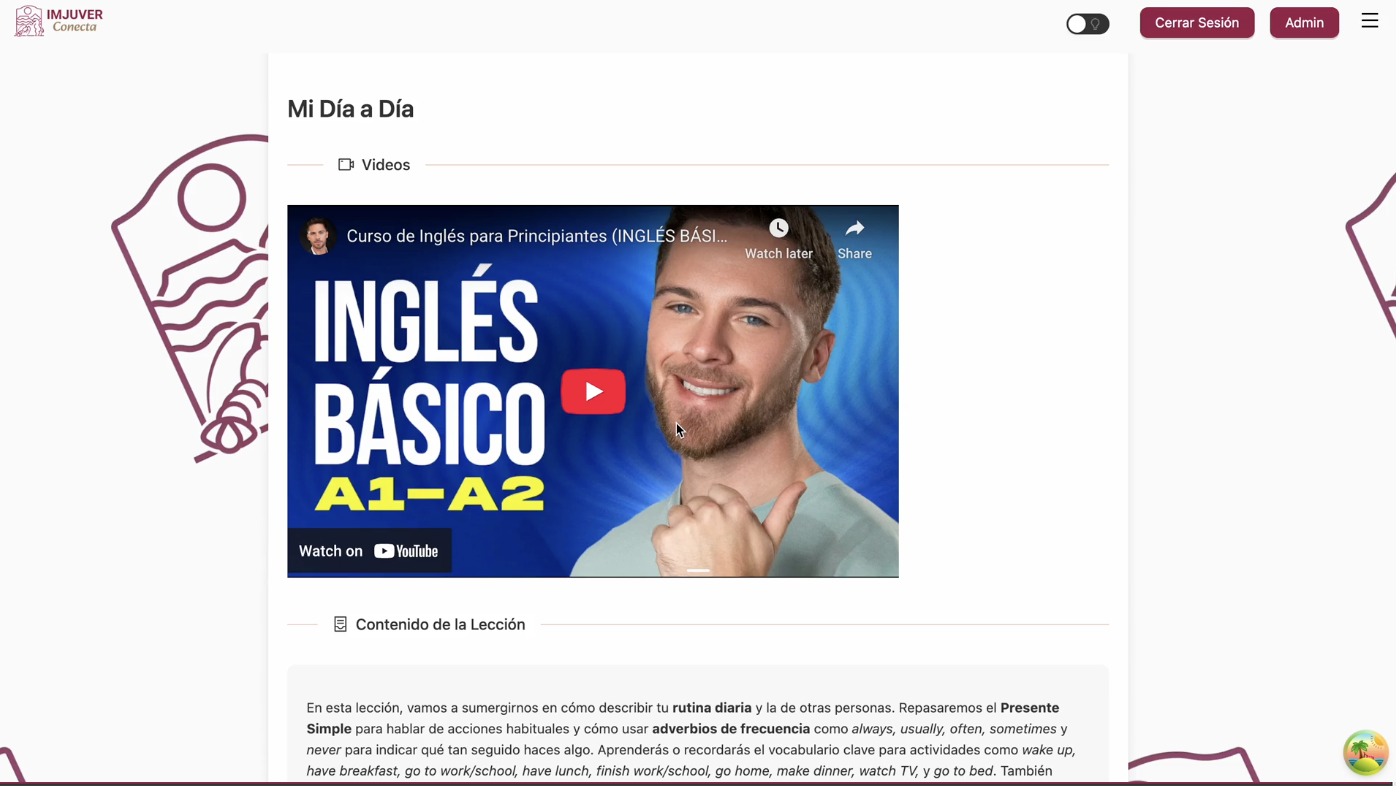 IMJUVER
Conecta
Cerrar Sesión
Admin
Mi Día a Día
Videos
Curso de Inglés para Principiantes (INGLÉS BÁSI...
Watch later
Share
INGLÉS
BÁSICO
A1-A2
Watch on YouTube
Contenido de la Lección
En esta lección, vamos a sumergirnos en cómo describir tu rutina diaria y la de otras personas. Repasaremos el Presente
Simple para hablar de acciones habituales y cómo usar adverbios de frecuencia como always, usually, often, sometimes y
never para indicar qué tan seguido haces algo. Aprenderás o recordarás el vocabulario clave para actividades como wake up,
have breakfast, go to work/school, have lunch, finish work/school, go home, make dinner, watch TV, y go to bed. También